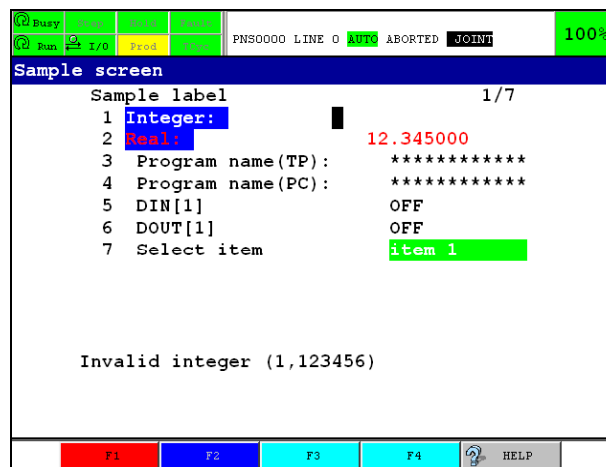 Busy Step Hold Fault
Run I/O Prod TCyc
PNS0000 LINE 0 AUTO ABORTED JOINT
100%
Sample screen
Sample label 1/7
1 Integer:
2 Real: 12.345000
3 Program name(TP): ************
4 Program name(PC): ************
5 DIN[1] OFF
6 DOUT[1] OFF
7 Select item item 1
Invalid integer (1,123456)
F1 F2 F3 F4 HELP